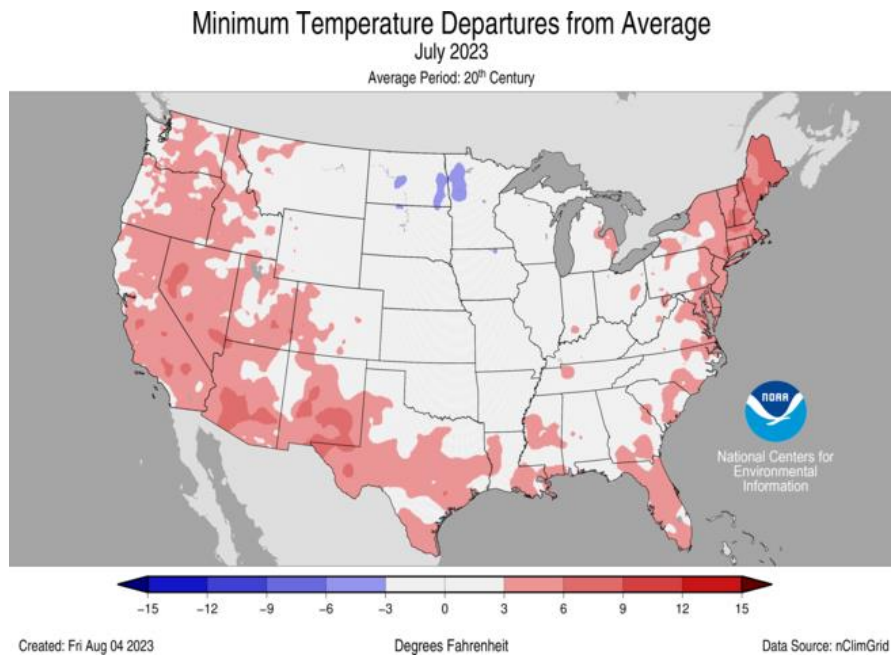 Minimum Temperature Departures from Average
July 2023
Average Period: 20th Century
NOAA
National Centers for
Environmental
Information
-15 -12 -9 -6 -3 0 3 6 9 12 15
Created: Fri Aug 04 2023 Degrees Fahrenheit Data Source: nClimGrid